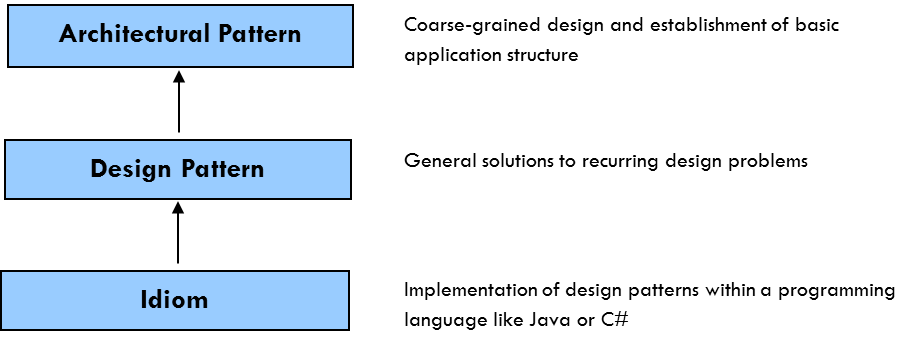 Architectural Pattern
Coarse-grained design and establishment of basic
application structure
Design Pattern
General solutions to recurring design problems
Idiom
Implementation of design patterns within a programming
language like Java or C#